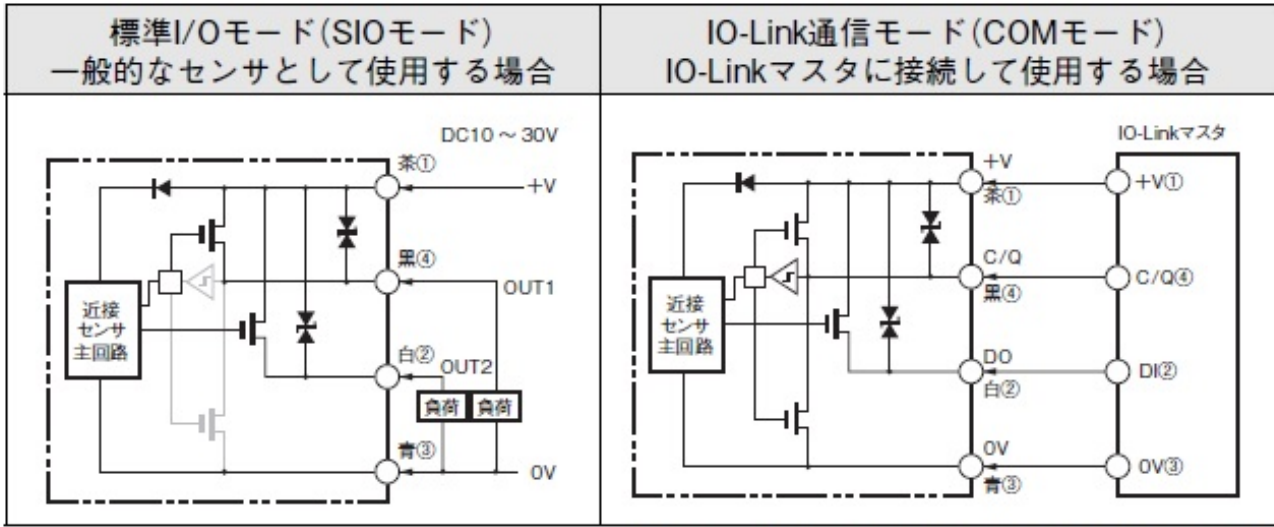 標準I/Oモード(SIOモード)
一般的なセンサとして使用する場合
IO-Link通信モード(COMモード)
IO-Linkマスタに接続して使用する場合
DC10～30V
茶①
+V
黒④
OUT1
近接
センサ
主回路
白②
OUT2
負荷
負荷
青③
0V
IO-Linkマスタ
+V
茶①
+V①
C/Q
黒④
C/Q④
近接
センサ
主回路
DO
白②
DI②
0V
青③
0V③